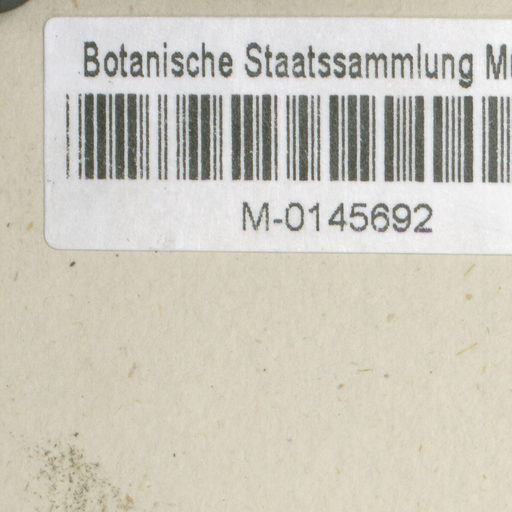 Botanische Staatssammlung
M-0145692